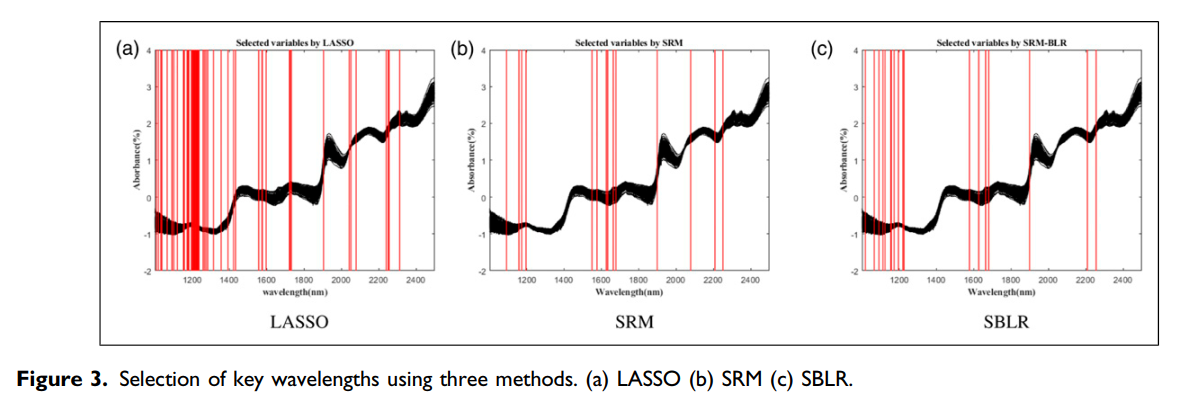 (a)
Selected variables by LASSO
4
3
2
1
0
-1
-2
Absorbance(%)
1200 1400 1600 1800 2000 2200 2400
wavelength(nm)
LASSO
(b)
Selected variables by SRM
4
3
2
1
0
-1
-2
Absorbance(%)
1200 1400 1600 1800 2000 2200 2400
Wavelength(nm)
SRM
(c)
Selected variables by SRM-BLR
4
3
2
1
0
-1
-2
Absorbance(%)
1200 1400 1600 1800 2000 2200 2400
Wavelength(nm)
SBLR
Figure 3. Selection of key wavelengths using three methods. (a) LASSO (b) SRM (c) SBLR.